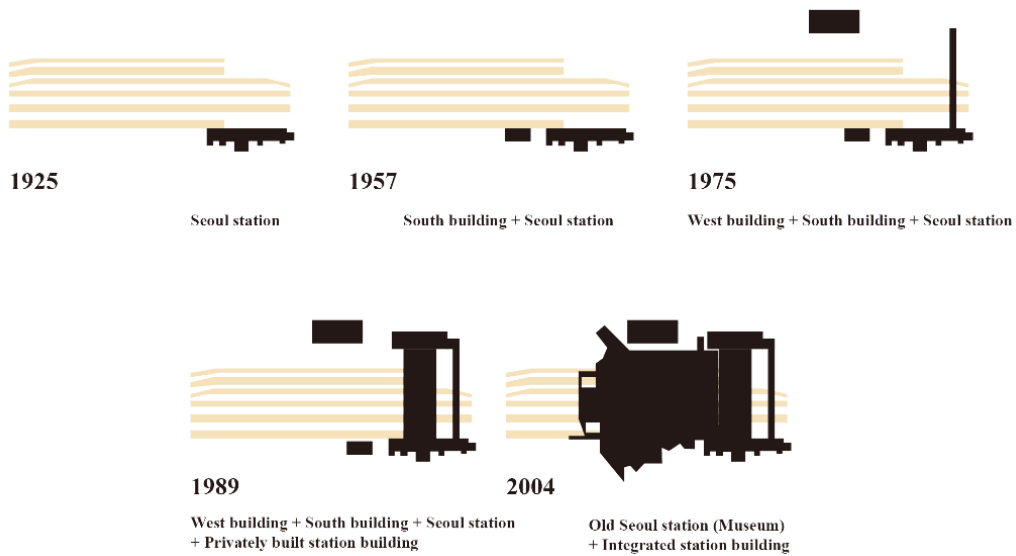 1925
Seoul station
1957
South building + Seoul station
1975
West building + South building + Seoul station
1989
West building + South building + Seoul station
+ Privately built station building
2004
Old Seoul station (Museum)
+ Integrated station building